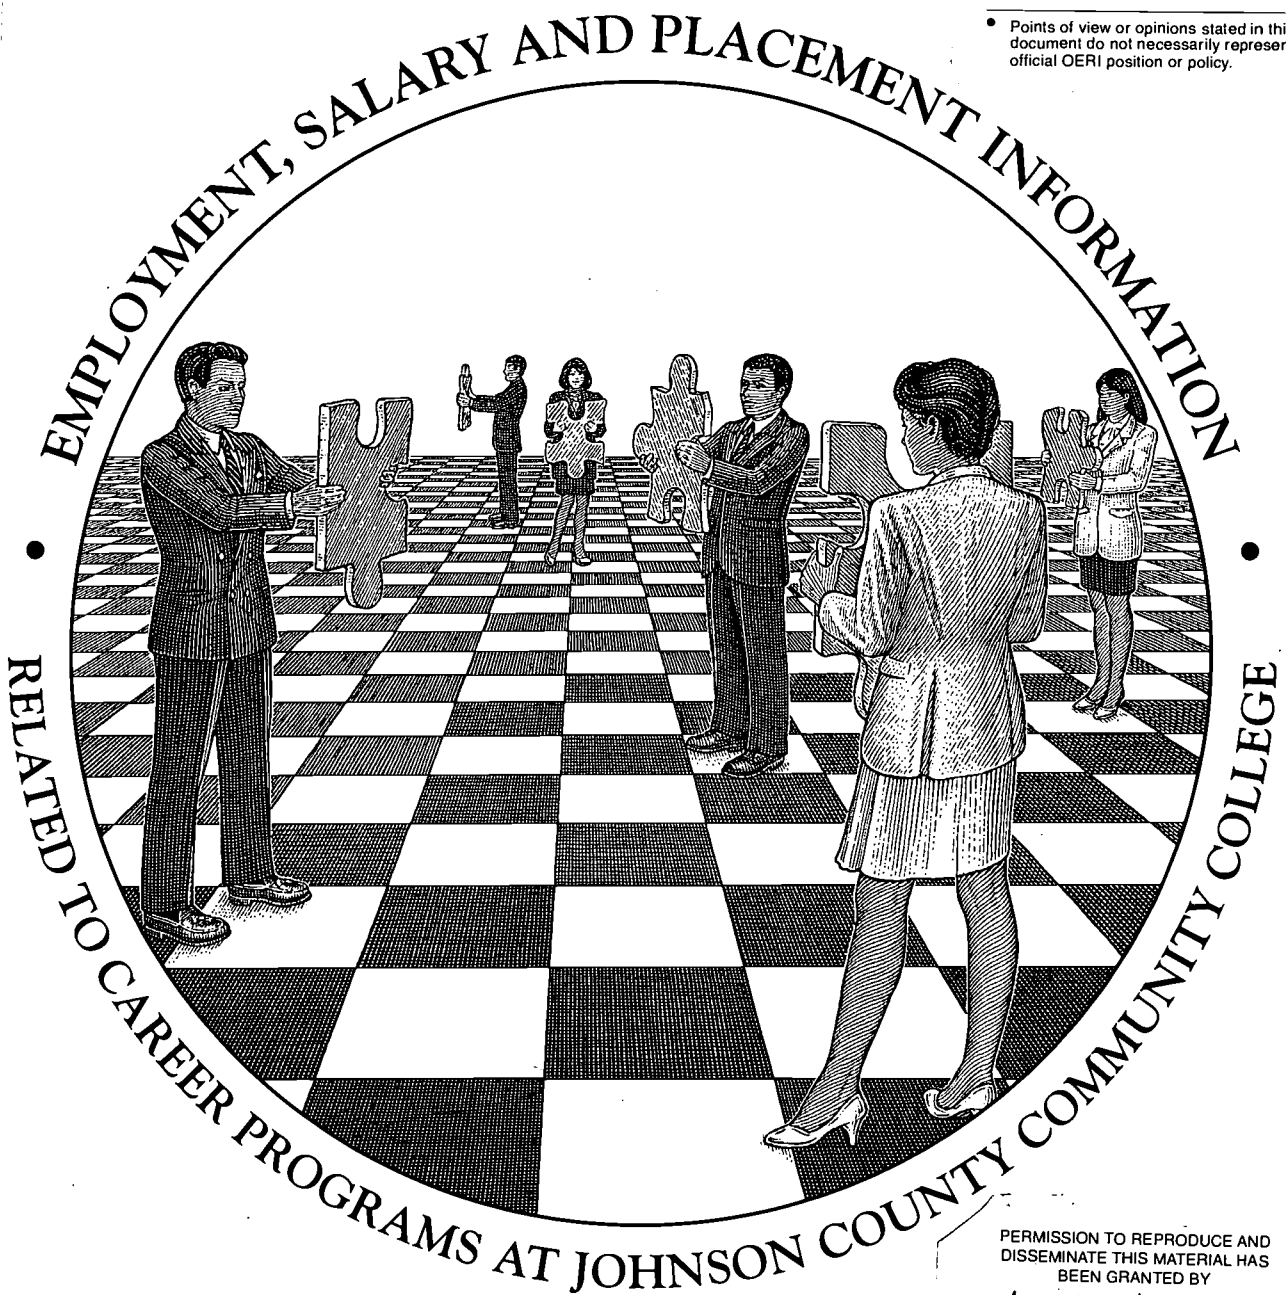 • Points of view or opinions stated in thi
document do not necessarily represer
official OERI position or policy.
EMPLOYMENT, SALARY AND PLACEMENT INFORMATION
• RELATED TO CAREER PROGRAMS AT JOHNSON COUNTY COMMUNITY COLLEGE •
PERMISSION TO REPRODUCE AND
DISSEMINATE THIS MATERIAL HAS
BEEN GRANTED BY